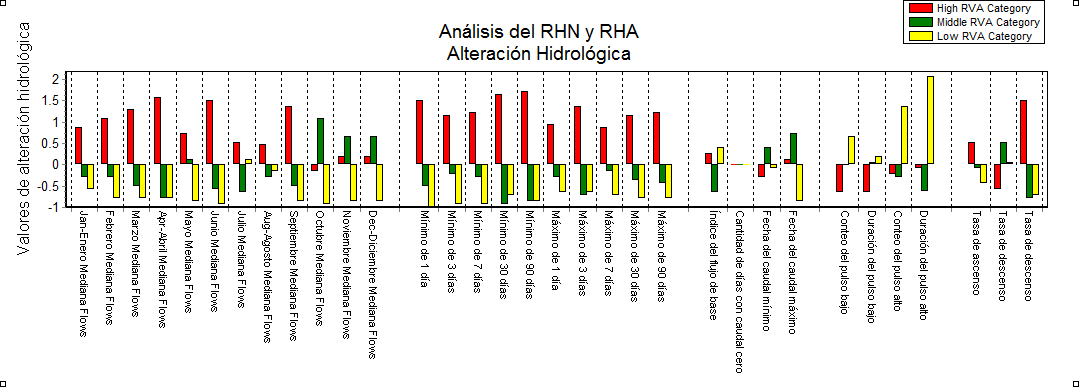 High RVA Category
Middle RVA Category
Low RVA Category
Análisis del RHN y RHA
Alteración Hidrológica
Valores de alteración hidrológica
2
1.5
1
0.5
0
-0.5
-1
Jan-Enero Mediana Flows
Febrero Mediana Flows
Marzo Mediana Flows
Apr-Abril Mediana Flows
Mayo Mediana Flows
Junio Mediana Flows
Julio Mediana Flows
Aug-Agosto Mediana Flows
Septiembre Mediana Flows
Octubre Mediana Flows
Noviembre Mediana Flows
Dec-Diciembre Mediana Flows
Mínimo de 1 día
Mínimo de 3 días
Mínimo de 7 días
Mínimo de 30 días
Mínimo de 90 días
Máximo de 1 día
Máximo de 3 días
Máximo de 7 días
Máximo de 30 días
Máximo de 90 días
Índice del flujo de base
Cantidad de días con caudal cero
Fecha del caudal mínimo
Fecha del caudal máximo
Conteo del pulso bajo
Duración del pulso bajo
Conteo del pulso alto
Duración del pulso alto
Tasa de ascenso
Tasa de descenso
Tasa de descenso